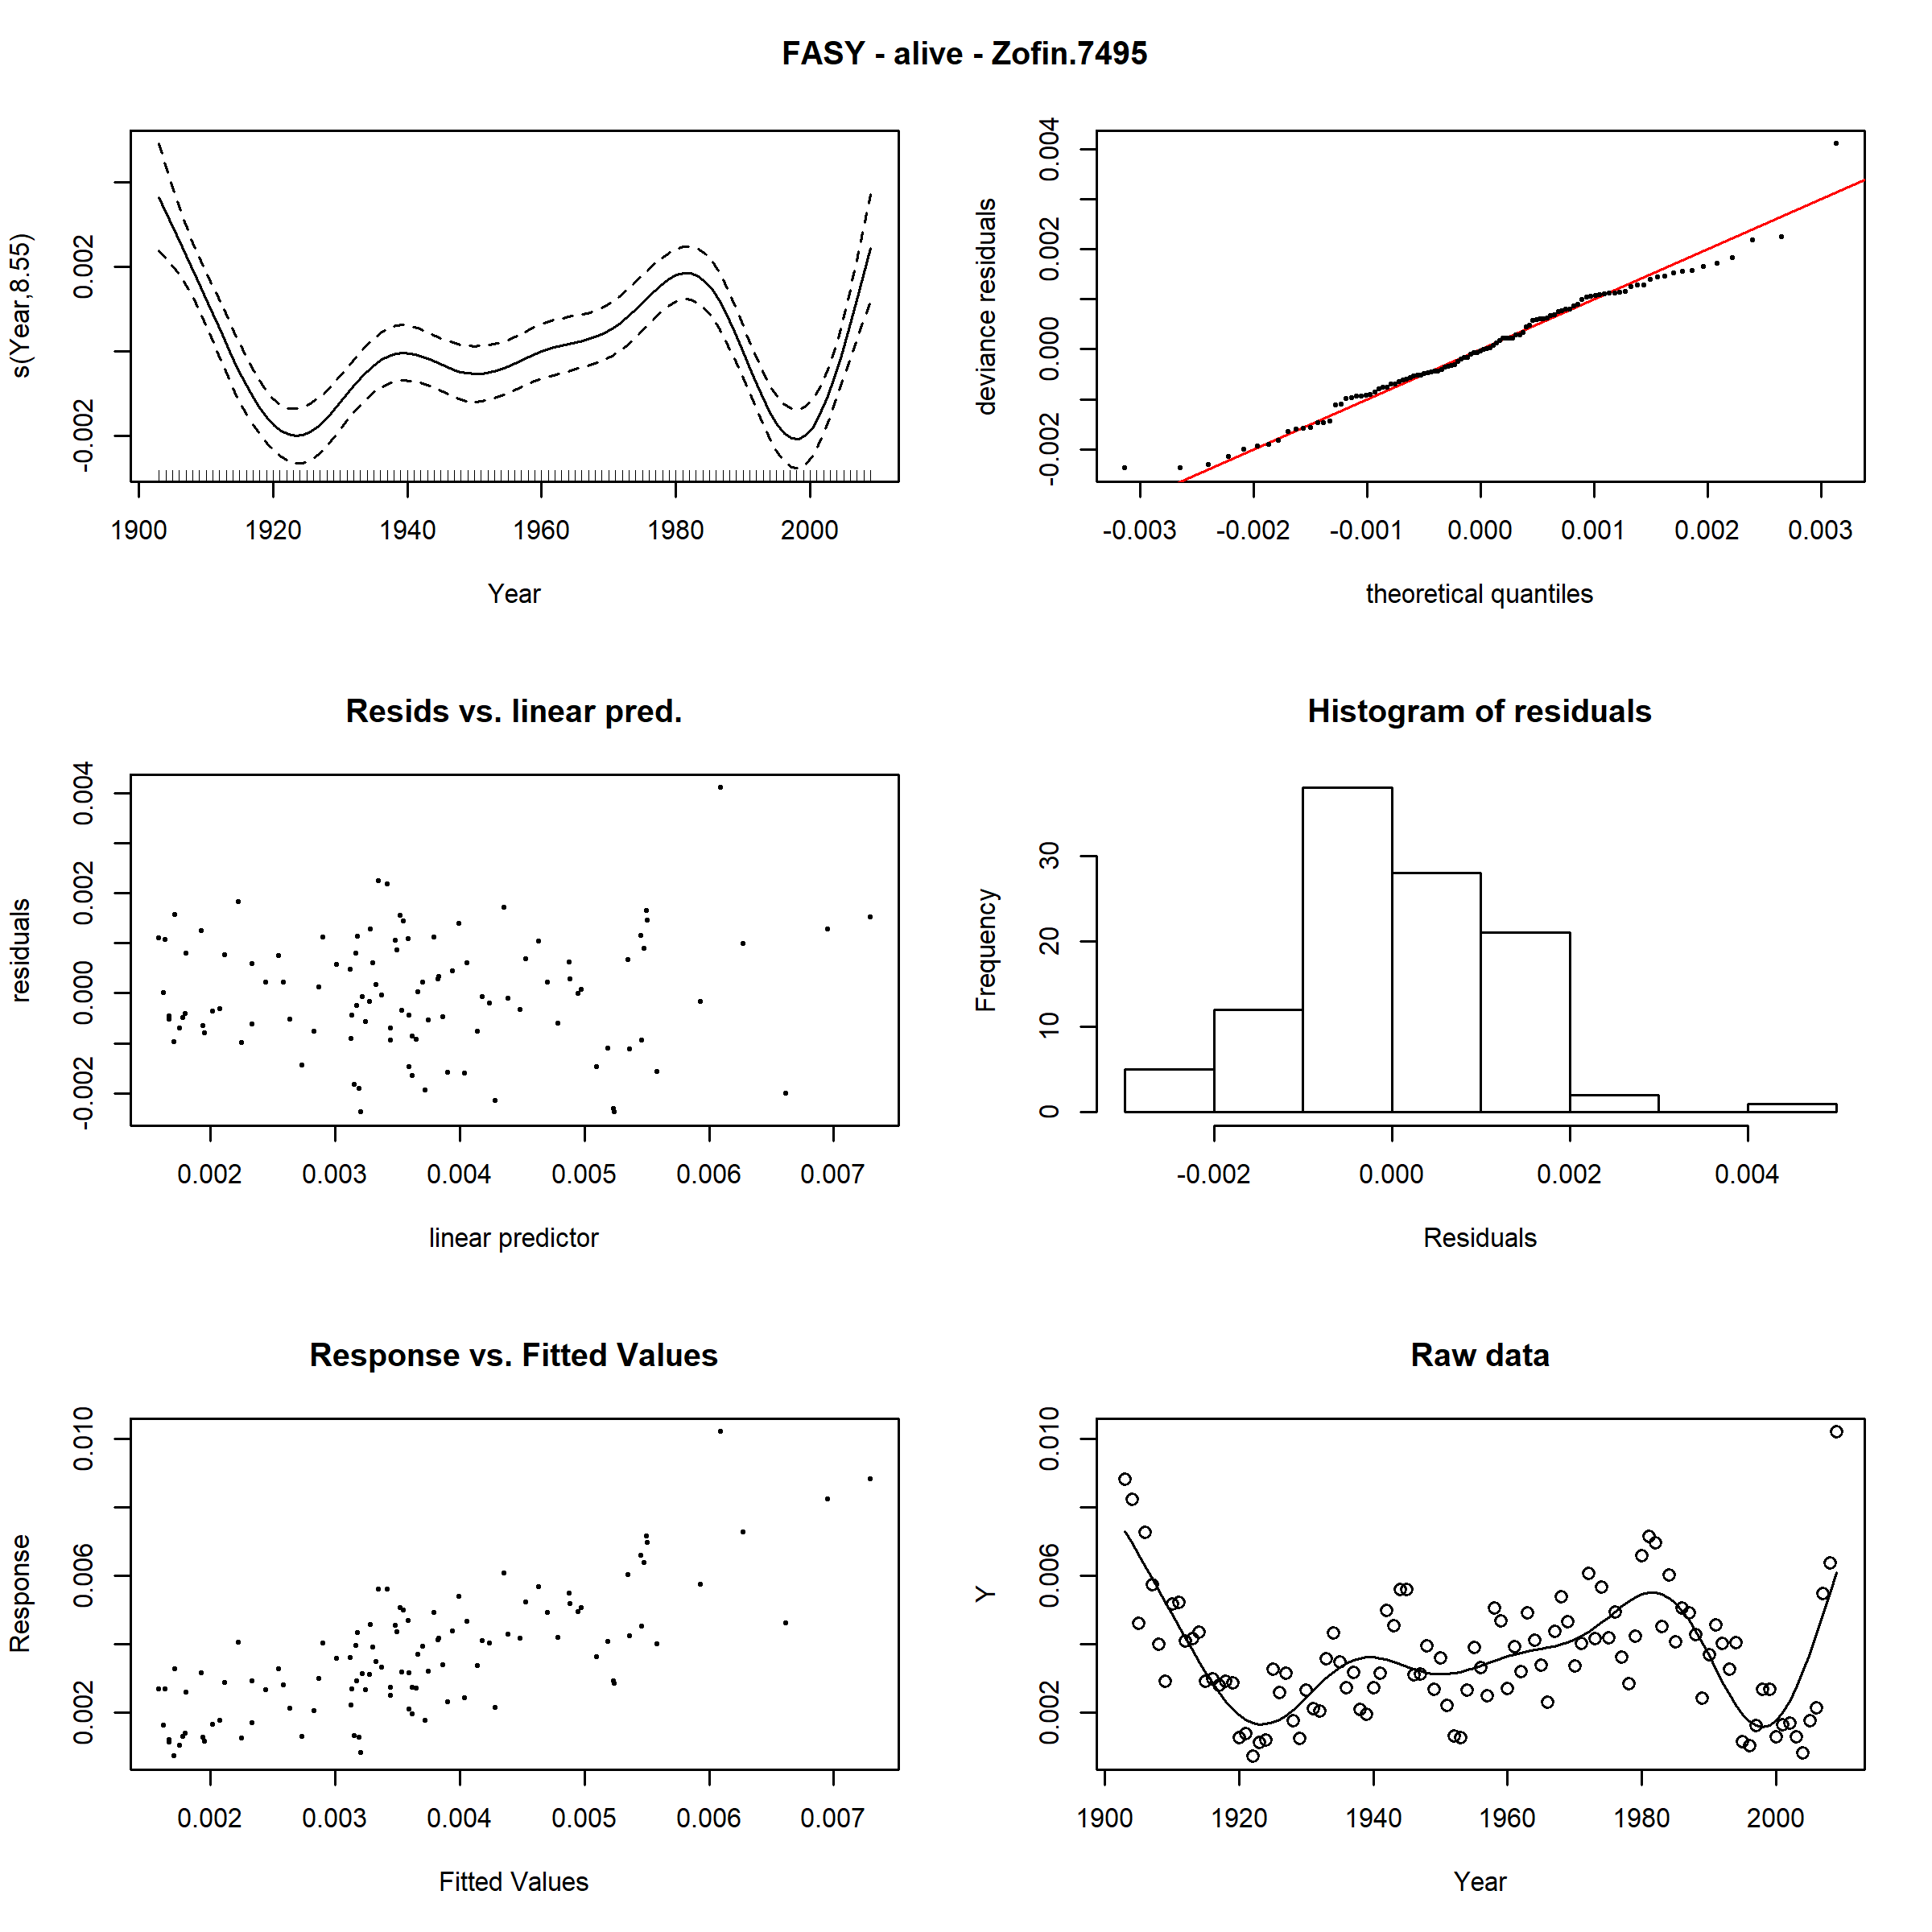 FASY - alive - Zofin.7495
s(Year,8.55)
-0.002 0.002
1900 1920 1940 1960 1980 2000
Year
deviance residuals
-0.002 0.000 0.002 0.004
-0.003 -0.002 -0.001 0.000 0.001 0.002 0.003
theoretical quantiles
Resids vs. linear pred.
residuals
-0.002 0.000 0.002 0.004
0.002 0.003 0.004 0.005 0.006 0.007
linear predictor
Histogram of residuals
Frequency
0 10 20 30
-0.002 0.000 0.002 0.004
Residuals
Response vs. Fitted Values
Response
0.002 0.006 0.010
0.002 0.003 0.004 0.005 0.006 0.007
Fitted Values
Raw data
Y
0.002 0.006 0.010
1900 1920 1940 1960 1980 2000
Year